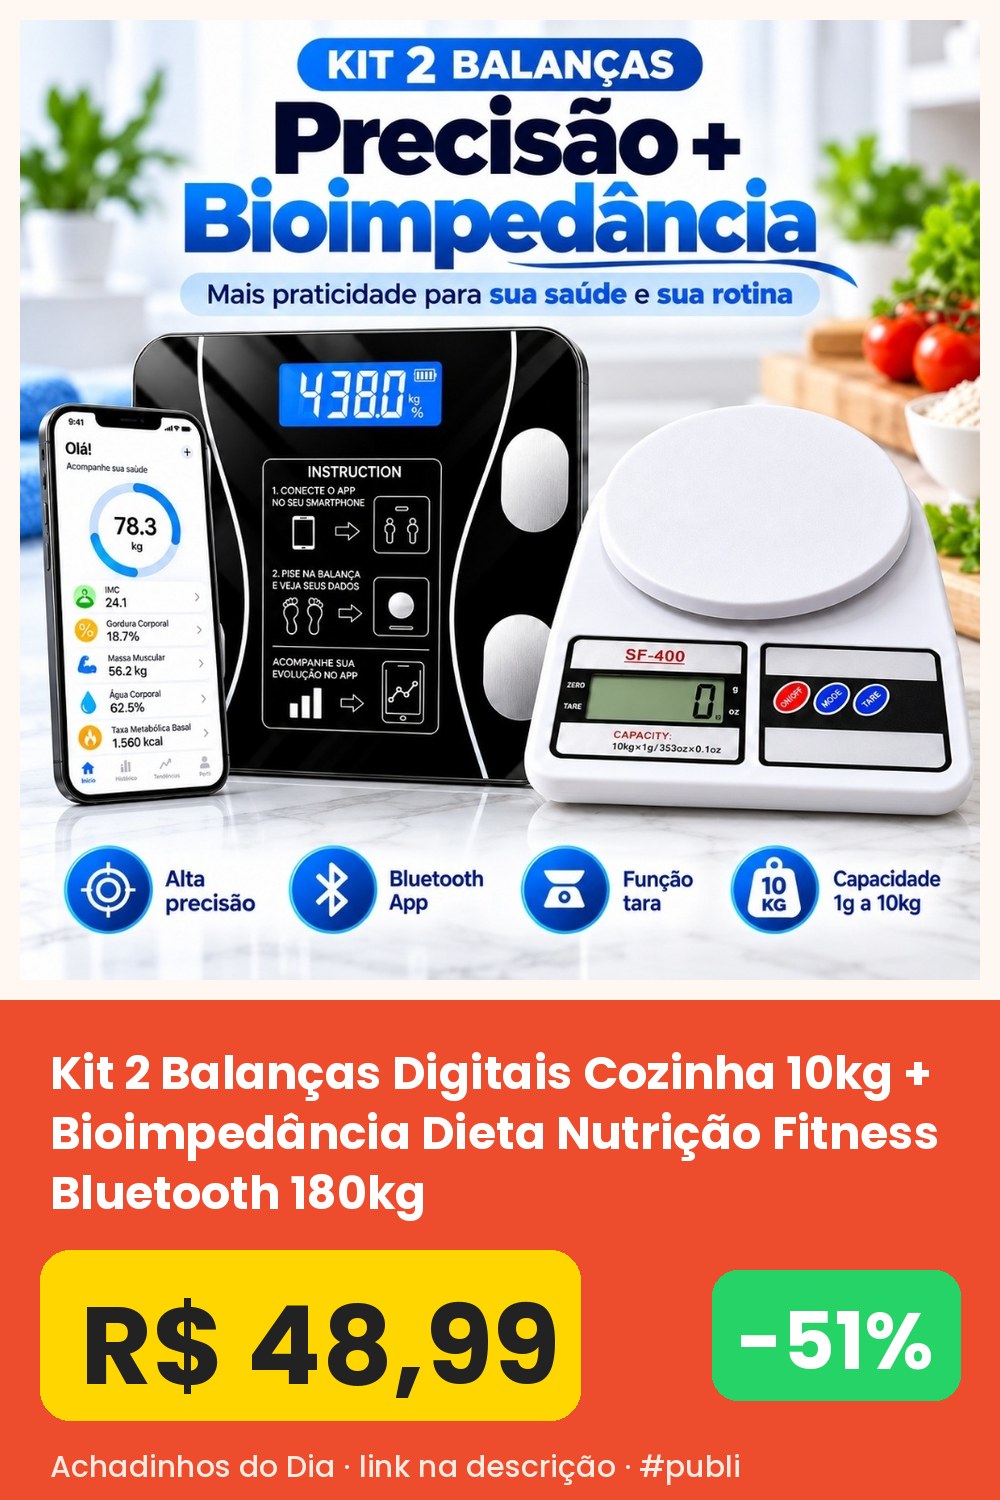 KIT 2 BALANÇAS
Precisão +
Bioimpedância
Mais praticidade para sua saúde e sua rotina
438.0 kg %
INSTRUCTION
1. CONECTE O APP
NO SEU SMARTPHONE
2. PISE NA BALANÇA
E VEJA SEUS DADOS
ACOMPANHE SUA
EVOLUÇÃO NO APP
9:41
Olá!
+
Acompanhe sua saúde
78.3
kg
IMC
24.1
Gordura Corporal
18.7%
Massa Muscular
56.2 kg
Água Corporal
62.5%
Taxa Metabólica Basal
1.560 kcal
Início Histórico Tendências Perfil
SF-400
ZERO
TARE
0
g
oz
CAPACITY:
10kg×1g/353oz×0.1oz
ON/OFF MODE TARE
Alta
precisão
Bluetooth
App
Função
tara
10
KG
Capacidade
1g a 10kg
Kit 2 Balanças Digitais Cozinha 10kg +
Bioimpedância Dieta Nutrição Fitness
Bluetooth 180kg
R$ 48,99
-51%
Achadinhos do Dia · link na descrição · #publi